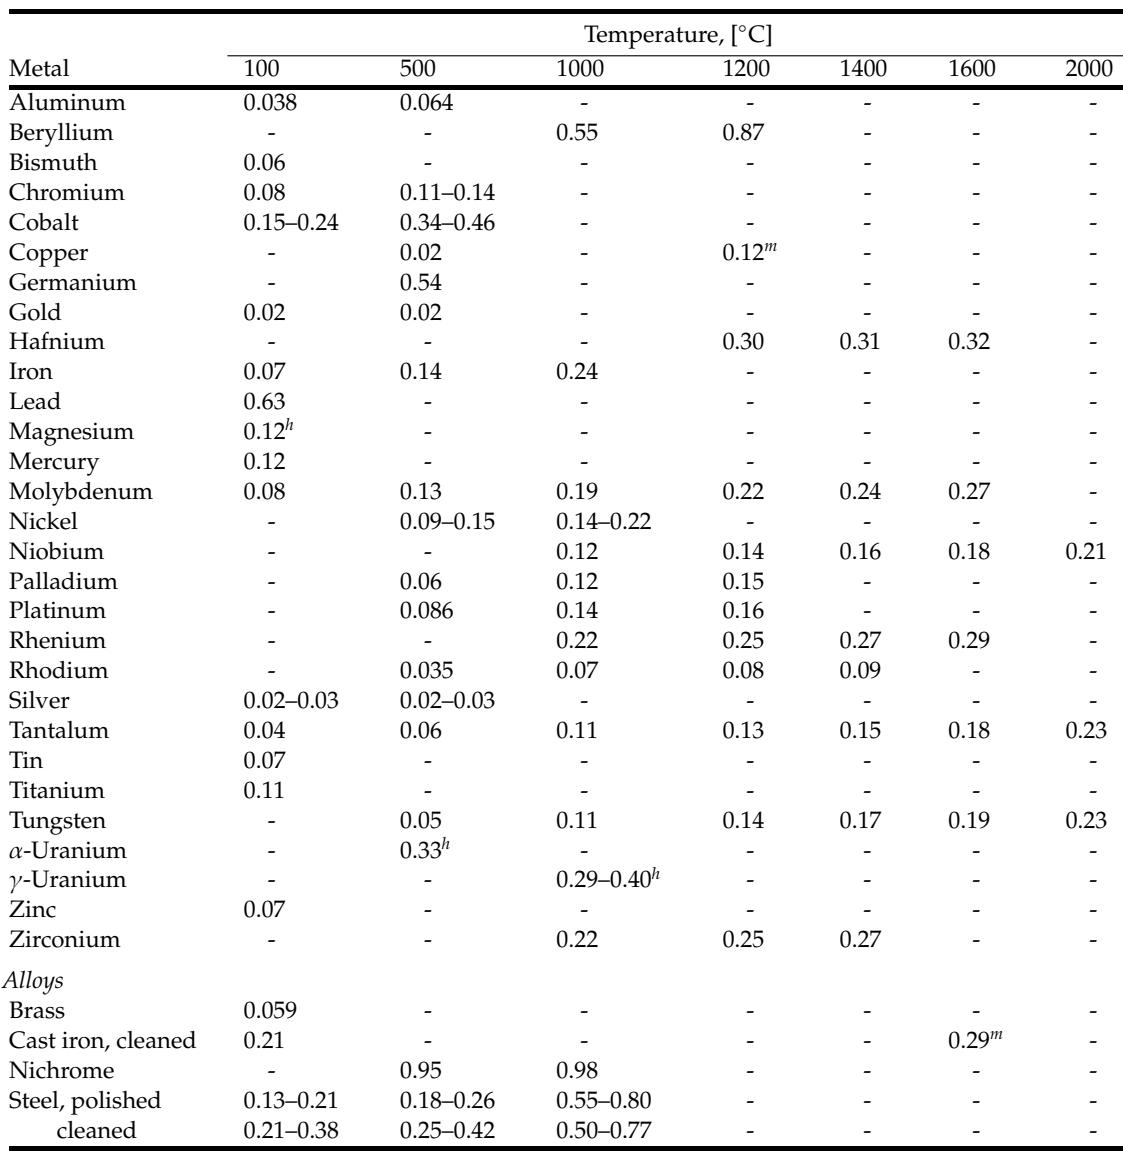 Temperature, [°C]
Metal 100 500 1000 1200 1400 1600 2000
Aluminum 0.038 0.064 - - - - -
Beryllium - - 0.55 0.87 - - -
Bismuth 0.06 - - - - - -
Chromium 0.08 0.11–0.14 - - - - -
Cobalt 0.15–0.24 0.34–0.46 - - - - -
Copper - 0.02 - 0.12ᵐ - - -
Germanium - 0.54 - - - - -
Gold 0.02 0.02 - - - - -
Hafnium - - - 0.30 0.31 0.32 -
Iron 0.07 0.14 0.24 - - - -
Lead 0.63 - - - - - -
Magnesium 0.12ʰ - - - - - -
Mercury 0.12 - - - - - -
Molybdenum 0.08 0.13 0.19 0.22 0.24 0.27 -
Nickel - 0.09–0.15 0.14–0.22 - - - -
Niobium - - 0.12 0.14 0.16 0.18 0.21
Palladium - 0.06 0.12 0.15 - - -
Platinum - 0.086 0.14 0.16 - - -
Rhenium - - 0.22 0.25 0.27 0.29 -
Rhodium - 0.035 0.07 0.08 0.09 - -
Silver 0.02–0.03 0.02–0.03 - - - - -
Tantalum 0.04 0.06 0.11 0.13 0.15 0.18 0.23
Tin 0.07 - - - - - -
Titanium 0.11 - - - - - -
Tungsten - 0.05 0.11 0.14 0.17 0.19 0.23
α-Uranium - 0.33ʰ - - - - -
γ-Uranium - - 0.29–0.40ʰ - - - -
Zinc 0.07 - - - - - -
Zirconium - - 0.22 0.25 0.27 - -
Alloys
Brass 0.059 - - - - - -
Cast iron, cleaned 0.21 - - - - 0.29ᵐ -
Nichrome - 0.95 0.98 - - - -
Steel, polished 0.13–0.21 0.18–0.26 0.55–0.80 - - - -
cleaned 0.21–0.38 0.25–0.42 0.50–0.77 - - - -